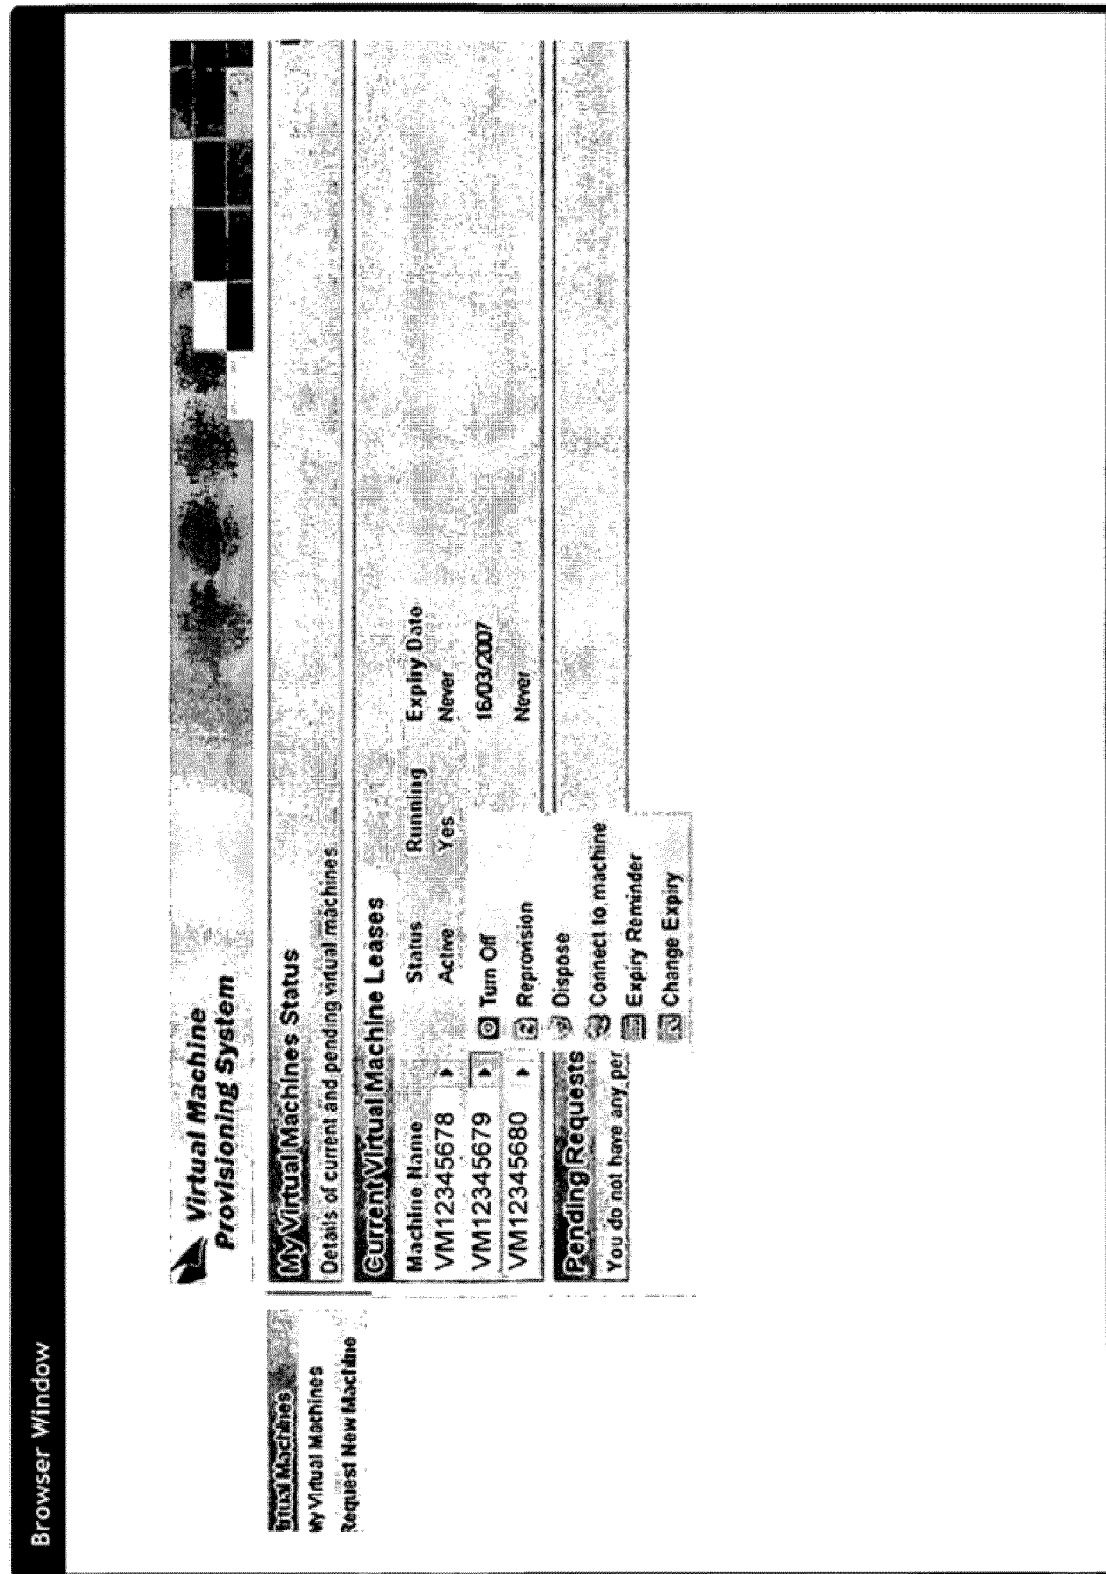 Browser Window
Virtual Machine
Provisioning System
Virtual Machines
My Virtual Machines
Request New Machine
My Virtual Machines Status
Details of current and pending virtual machines
Current Virtual Machine Leases
Machine Name Status Running Expiry Date
VM12345678 Active Yes Never
VM12345679 16/03/2007
VM12345680 Never
Turn Off
Reprovision
Dispose
Connect to machine
Expiry Reminder
Change Expiry
Pending Requests
You do not have any per